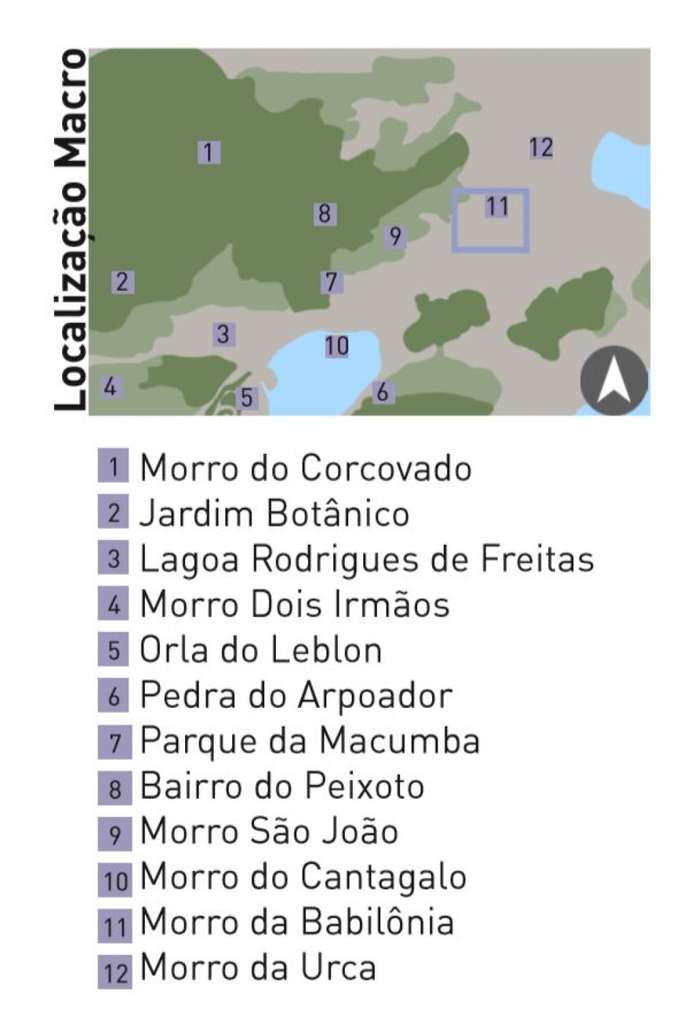 Localização Macro
1
12
11
8
9
2
7
3
10
4
5
6
1 Morro do Corcovado
2 Jardim Botânico
3 Lagoa Rodrigues de Freitas
4 Morro Dois Irmãos
5 Orla do Leblon
6 Pedra do Arpoador
7 Parque da Macumba
8 Bairro do Peixoto
9 Morro São João
10 Morro do Cantagalo
11 Morro da Babilônia
12 Morro da Urca